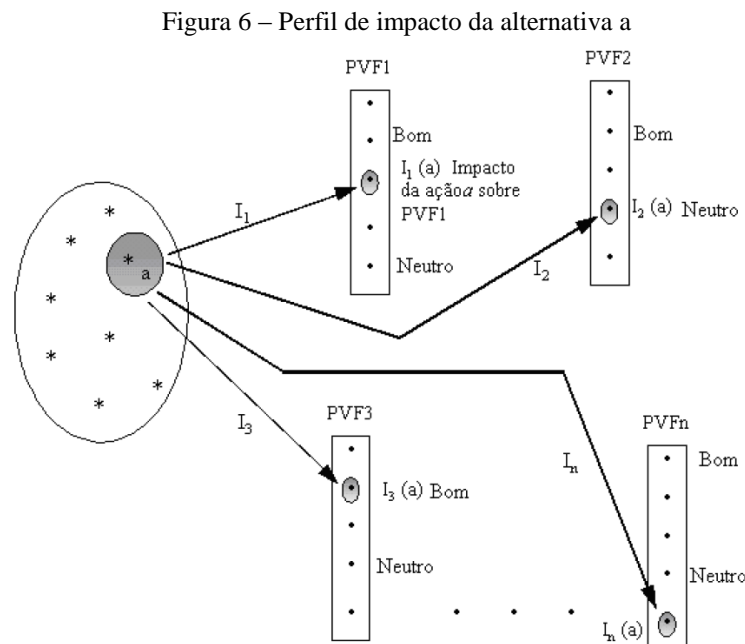 Figura 6 – Perfil de impacto da alternativa a
PVF1
Bom
I1 (a) Impacto
da ação a sobre
PVF1
Neutro
PVF2
Bom
I2 (a) Neutro
I1
I2
* a
*
*
*
*
*
*
*
I3
PVF3
I3 (a) Bom
Neutro
In
PVFn
Bom
Neutro
In (a)